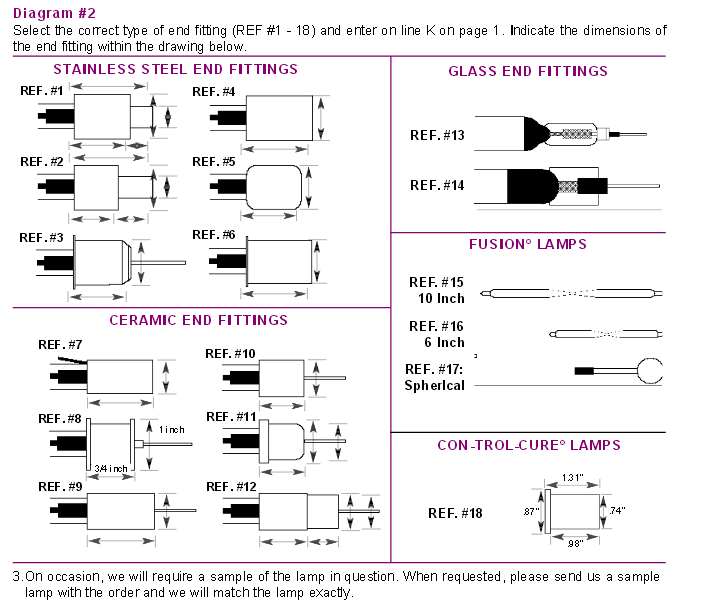 Diagram #2
Select the correct type of end fitting (REF #1 - 18) and enter on line K on page 1. Indicate the dimensions of
the end fitting within the drawing below.
STAINLESS STEEL END FITTINGS
REF. #1
REF. #4
REF. #2
REF. #5
REF. #3
REF. #6
CERAMIC END FITTINGS
REF. #7
REF. #10
REF. #8
1 inch
3/4 inch
REF. #11
REF. #9
REF. #12
GLASS END FITTINGS
REF. #13
REF. #14
FUSION® LAMPS
REF. #15
10 Inch
REF. #16
6 Inch
REF. #17:
Spherical
CON-TROL-CURE® LAMPS
REF. #18
1.31"
.87"
.74"
.98"
3. On occasion, we will require a sample of the lamp in question. When requested, please send us a sample
lamp with the order and we will match the lamp exactly.